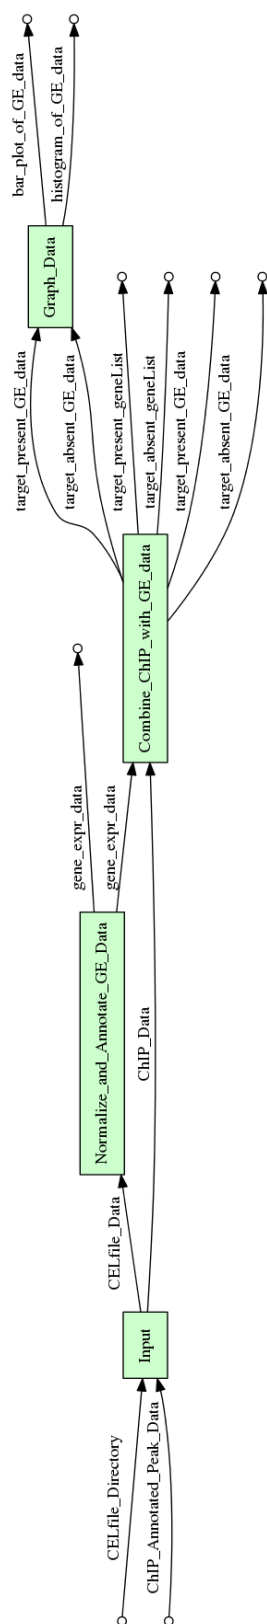 CELfile_Directory
ChIP_Annotated_Peak_Data
Input
CELfile_Data
ChIP_Data
Normalize_and_Annotate_GE_Data
gene_expr_data
gene_expr_data
Combine_ChIP_with_GE_data
target_present_GE_data
target_absent_GE_data
target_present_geneList
target_absent_geneList
target_present_GE_data
target_absent_GE_data
Graph_Data
bar_plot_of_GE_data
histogram_of_GE_data